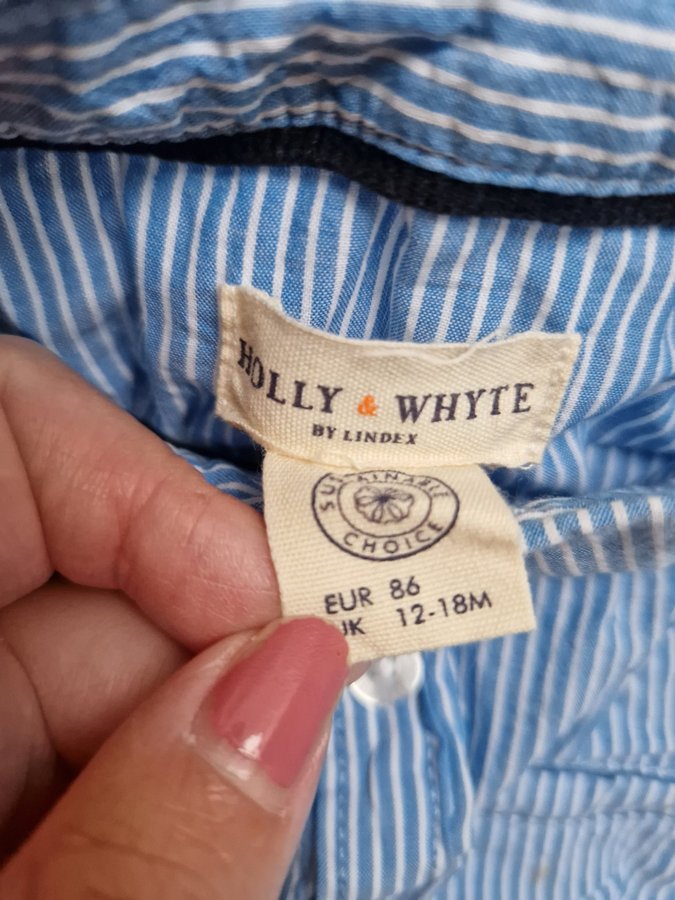 HOLLY & WHYTE
BY LINDEX
SUSTAINABLE
CHOICE
EUR 86
UK 12-18M